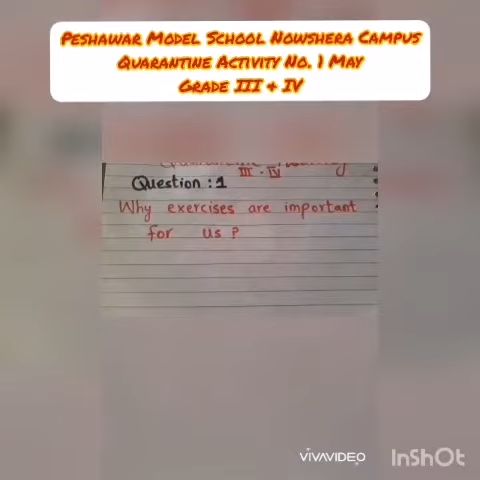 Peshawar Model School Nowshera Campus
Quarantine Activity No. 1 May
Grade III & IV
III - IV
Question : 1
Why exercises are important
for us ?
VIVAVIDEO
InShOt